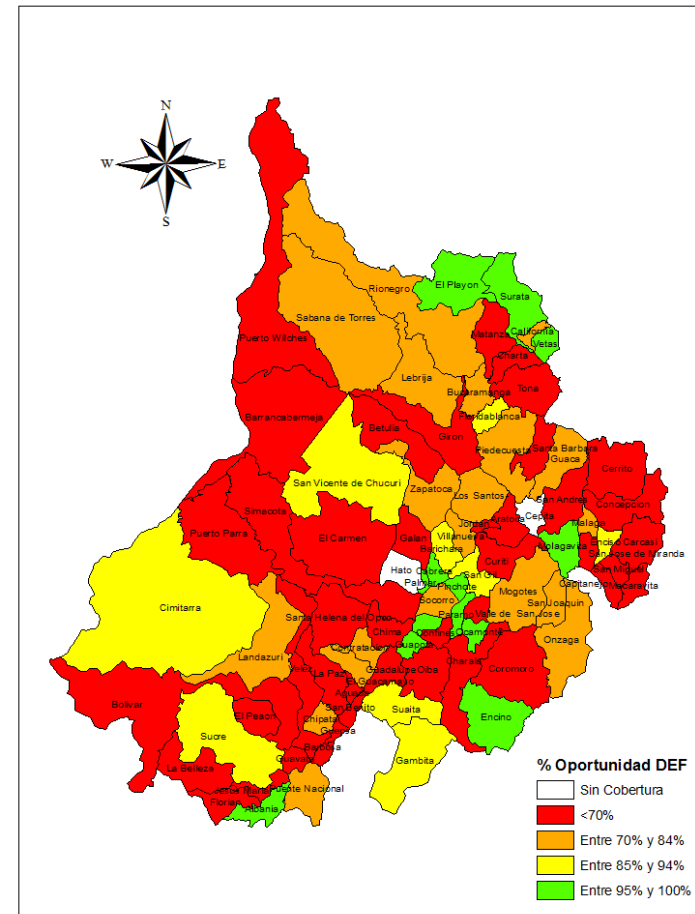 N
W
E
S
El Playon
Surata
Rionegro
California
Vetas
Sabana de Torres
Matanza
Puerto Wilches
Charta
Lebrija
Tona
Bucaramanga
Barrancabermeja
Floridablanca
Betulia
Giron
Piedecuesta
Santa Barbara
Guaca
Cerrito
San Vicente de Chucuri
Zapatoca
Los Santos
San Andres
Concepcion
Simacota
Cepita
Jordan
Aratoca
Malaga
Puerto Parra
El Carmen
Galan
Villanueva
Enciso
Carcasi
Barichara
Molagavita
San Jose de Miranda
Curiti
Hato
Cabrera
San Gil
San Miguel
Palmar
Pinchote
Capitanejo
Macaravita
Mogotes
Cimitarra
Socorro
San Joaquin
Paramo
Valle de San Jose
Santa Helena del Opon
Chima
Confines
Ocamonte
Onzaga
Contratacion
Guapota
Landazuri
Charala
Velez
La Paz
Guadalupe
Oiba
Coromoro
El Guacamayo
Aguada
Bolivar
San Benito
Suaita
El Peñon
Chipata
Encino
Guepsa
Sucre
Barbosa
Guavata
Gambita
La Belleza
Jesus Maria
Puente Nacional
Florian
Albania
% Oportunidad DEF
Sin Cobertura
<70%
Entre 70% y 84%
Entre 85% y 94%
Entre 95% y 100%